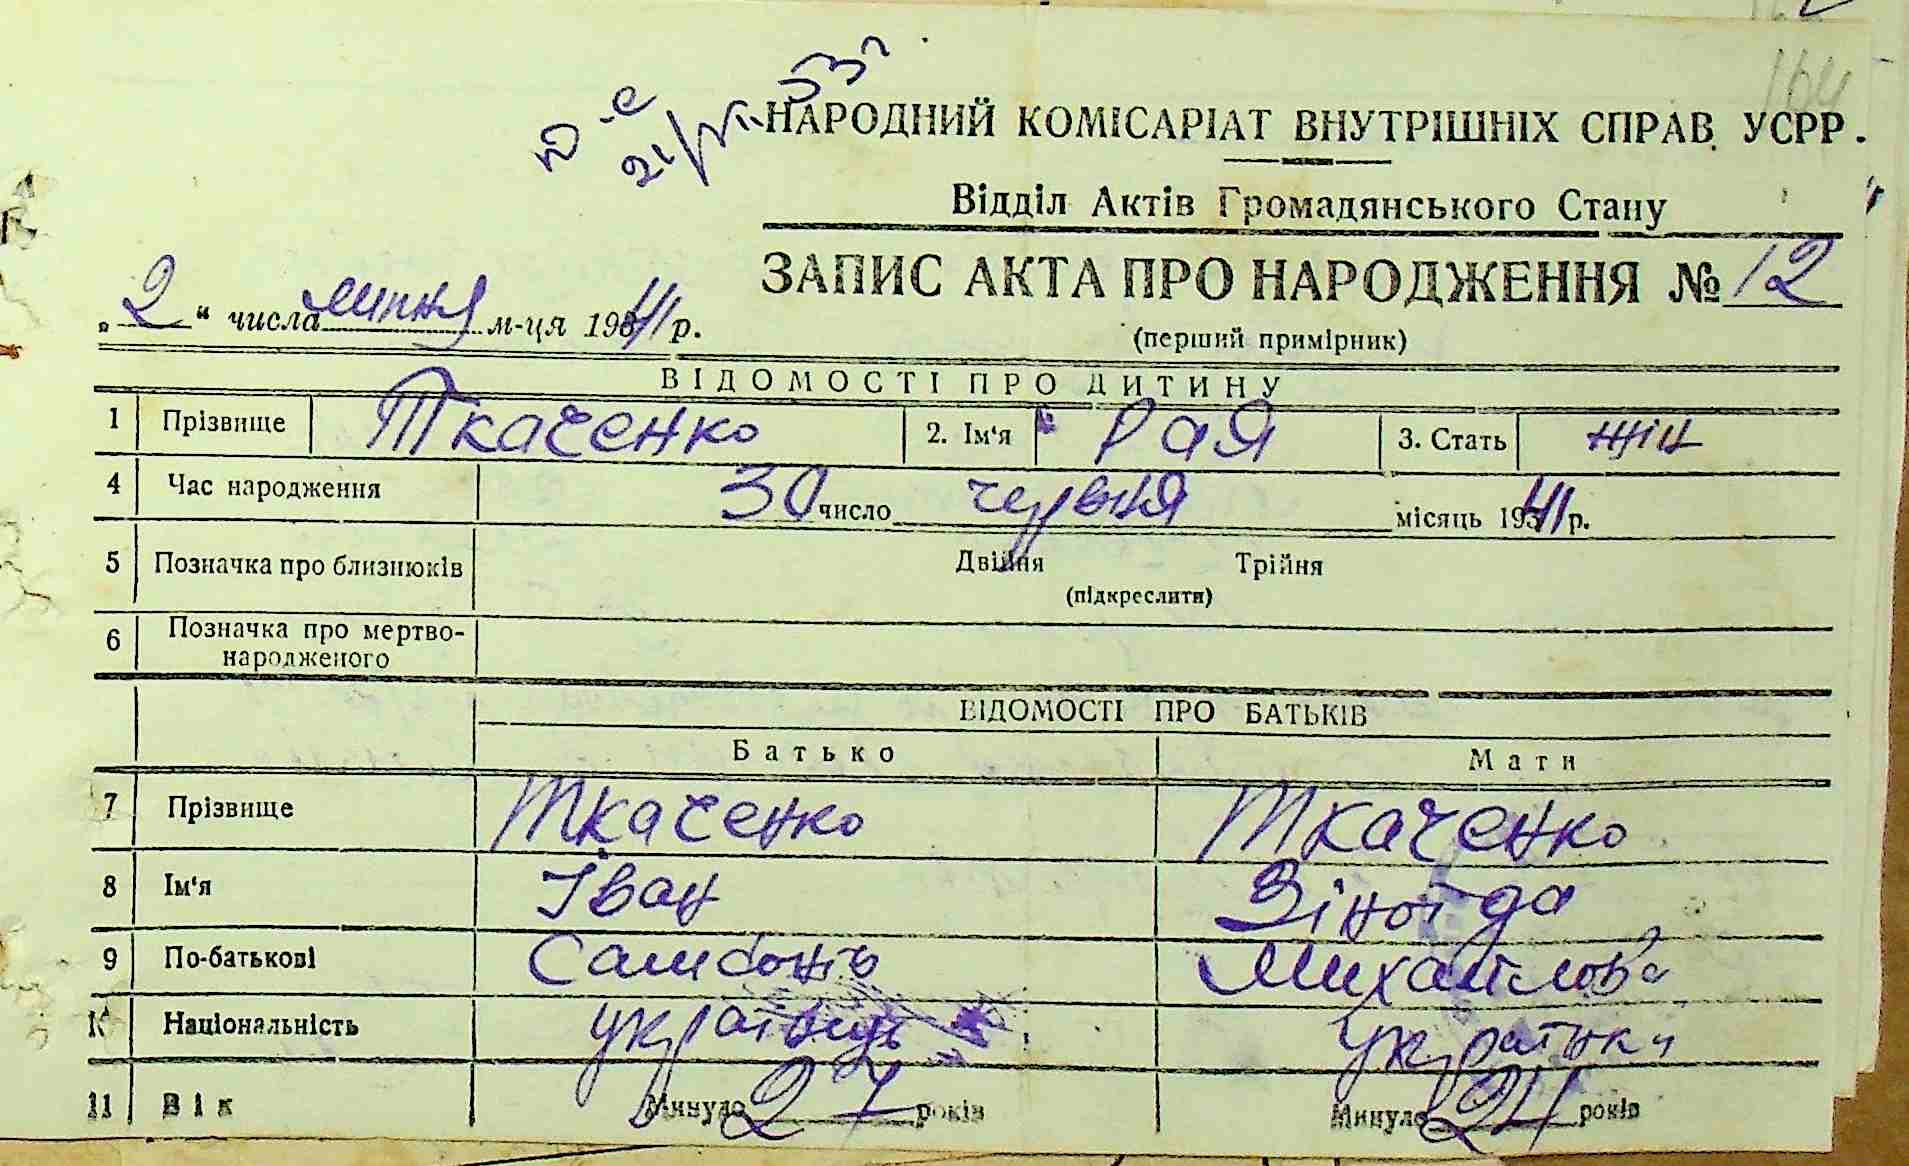 164
НАРОДНИЙ КОМІСАРІАТ ВНУТРІШНІХ СПРАВ УСРР.
Відділ Актів Громадянського Стану
ЗАПИС АКТА ПРО НАРОДЖЕННЯ № 12
„2“ числа липня м-ця 1941 р.
(перший примірник)
ВІДОМОСТІ ПРО ДИТИНУ
1 Прізвище Ткаченко 2. Ім'я Рая 3. Стать жін
4 Час народження 30 число червня місяць 1941 р.
5 Позначка про близнюків Двійня Трійня
(підкреслити)
6 Позначка про мертво-
народженого
ВІДОМОСТІ ПРО БАТЬКІВ
Батько Мати
7 Прізвище Ткаченко Ткаченко
8 Ім'я Іван Зіноїда
9 По-батькові Михайлова
10 Національність українець українка
11 Вік Минуло 27 років Минуло 24 років